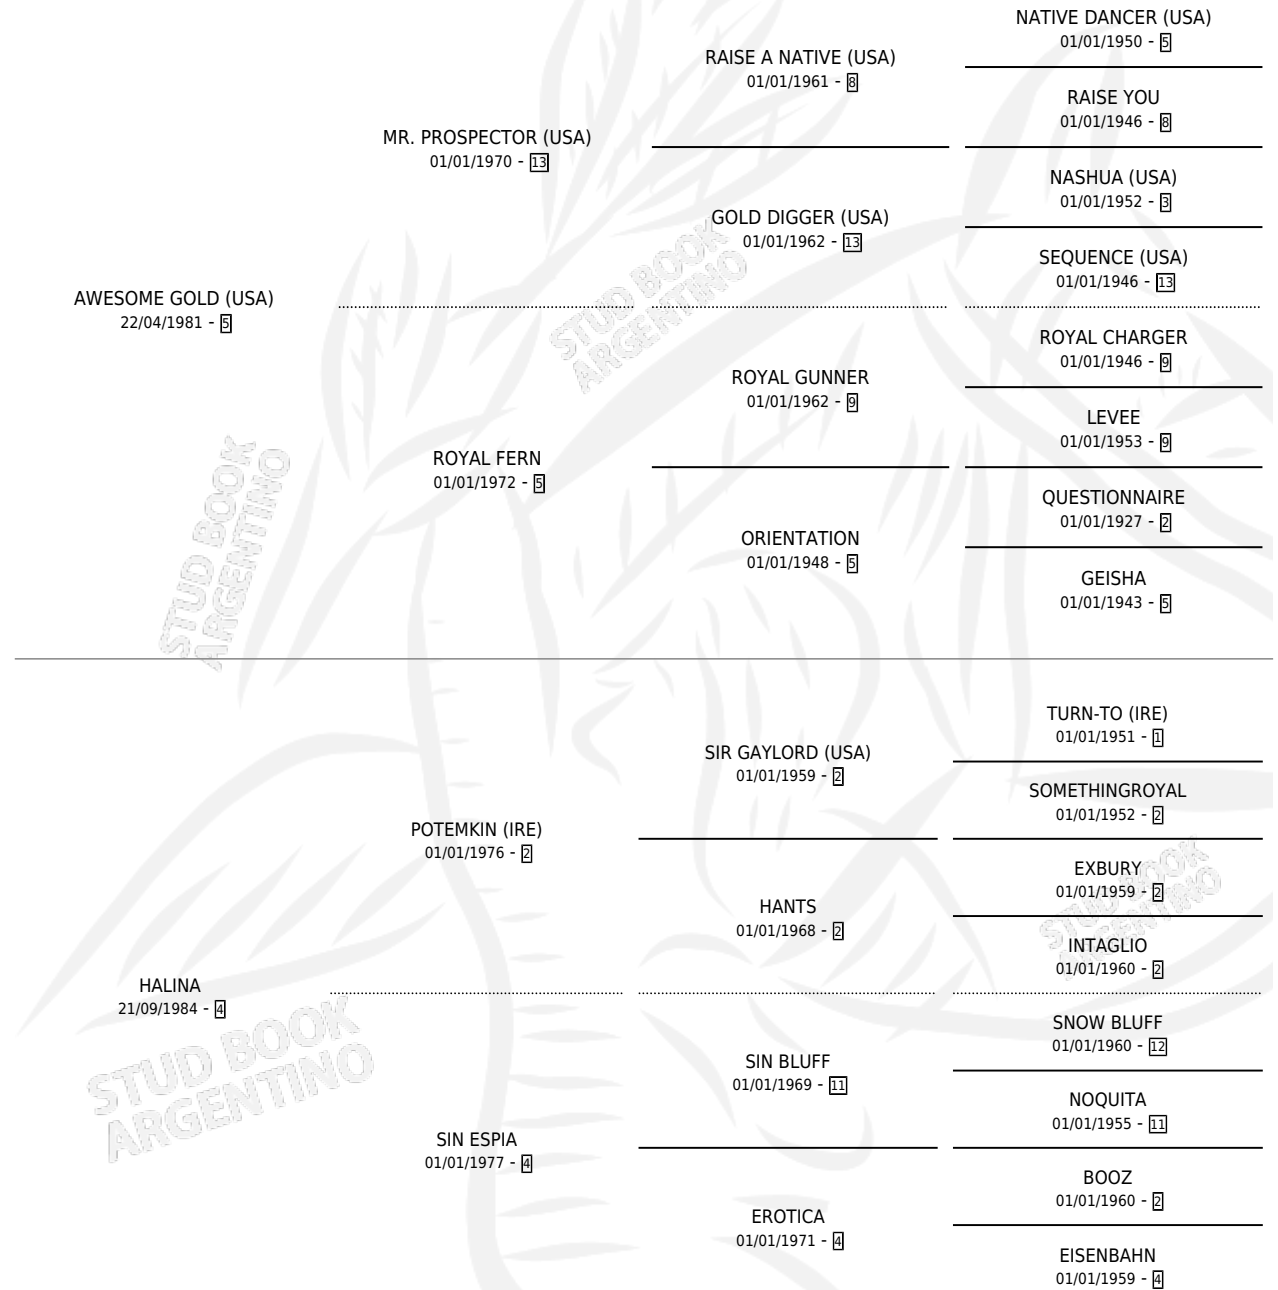 NATIVE DANCER (USA)
01/01/1950 - 5
RAISE A NATIVE (USA)
01/01/1961 - 8
RAISE YOU
01/01/1946 - 8
MR. PROSPECTOR (USA)
01/01/1970 - 13
NASHUA (USA)
01/01/1952 - 3
GOLD DIGGER (USA)
01/01/1962 - 13
SEQUENCE (USA)
01/01/1946 - 13
AWESOME GOLD (USA)
22/04/1981 - 5
ROYAL CHARGER
01/01/1946 - 9
ROYAL GUNNER
01/01/1962 - 9
LEVEE
01/01/1953 - 9
ROYAL FERN
01/01/1972 - 5
QUESTIONNAIRE
01/01/1927 - 2
ORIENTATION
01/01/1948 - 5
GEISHA
01/01/1943 - 5
TURN-TO (IRE)
01/01/1951 - 1
SIR GAYLORD (USA)
01/01/1959 - 2
SOMETHINGROYAL
01/01/1952 - 2
POTEMKIN (IRE)
01/01/1976 - 2
EXBURY
01/01/1959 - 2
HANTS
01/01/1968 - 2
INTAGLIO
01/01/1960 - 2
HALINA
21/09/1984 - 4
SNOW BLUFF
01/01/1960 - 12
SIN BLUFF
01/01/1969 - 11
NOQUITA
01/01/1955 - 11
SIN ESPIA
01/01/1977 - 4
BOOZ
01/01/1960 - 2
EROTICA
01/01/1971 - 4
EISENBAHN
01/01/1959 - 4
STUD BOOK
ARGENTINO
STUD BOOK
ARGENTINO
STUD BOOK
ARGENTINO
STUD BOOK
ARGENTINO